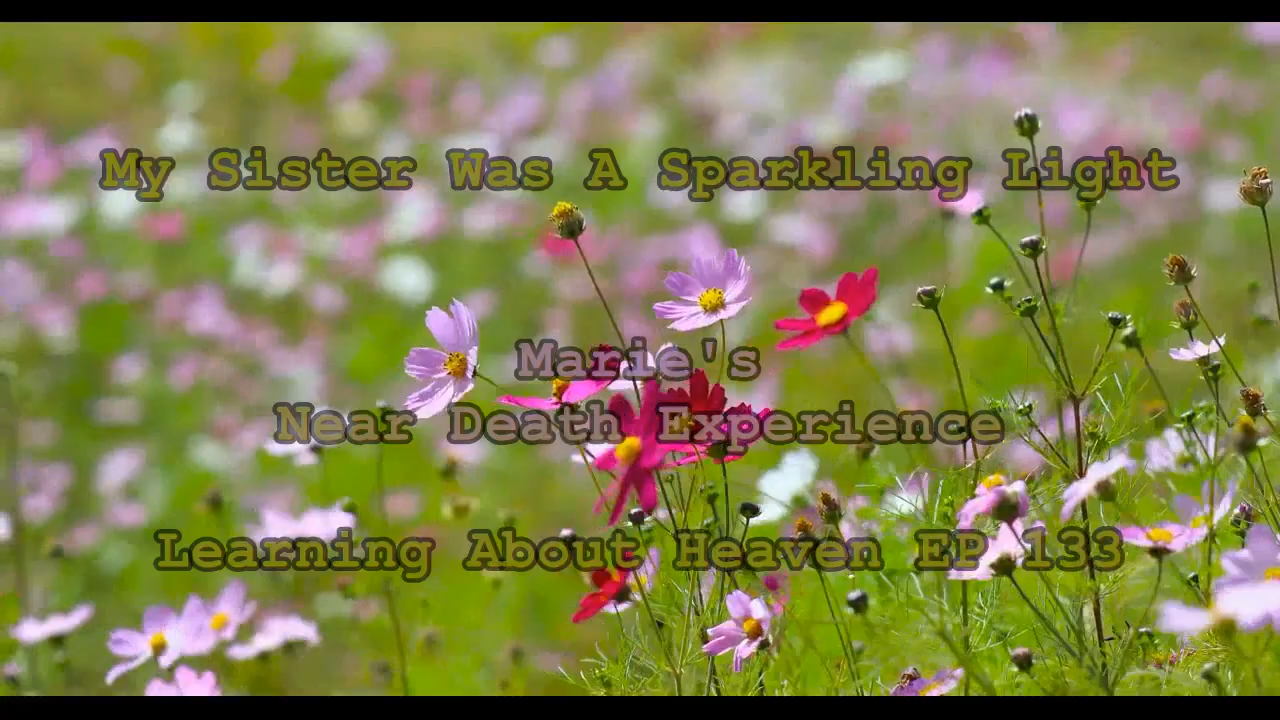 My Sister Was A Sparkling Light
Marie's
Near Death Experience
Learning About Heaven EP 133